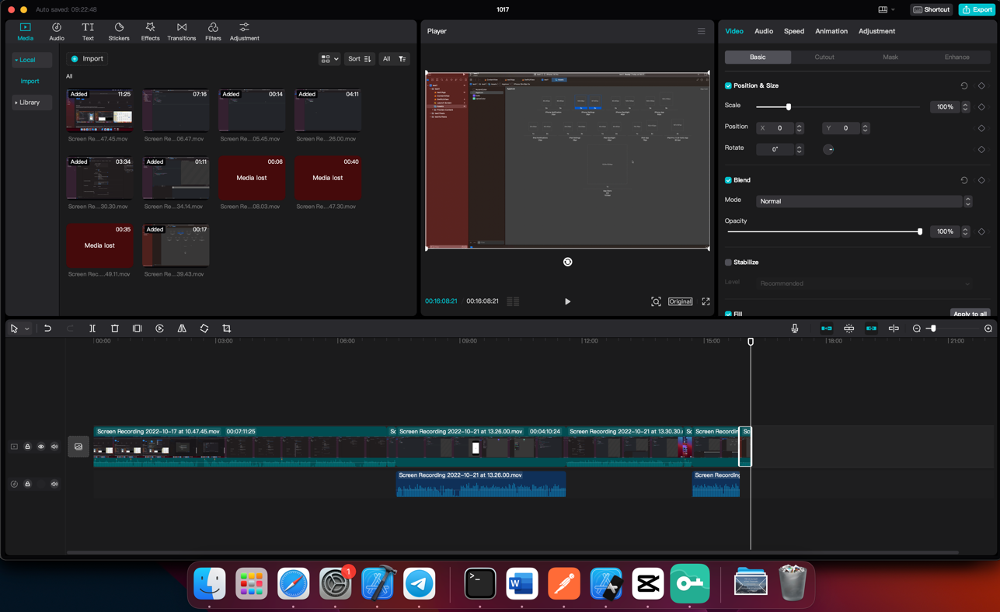 Auto saved: 09:22:48
1017
Shortcut
Export
Media
Audio
Text
Stickers
Effects
Transitions
Filters
Adjustment
Local
Import
Library
Import
Sort
All
All
Added 11:25
07:16
Added 00:14
Added 04:11
Screen Re...47.45.mov
Screen Re...06.47.mov
Screen Re...05.45.mov
Screen Re...26.00.mov
Added 03:34
Added 01:11
00:06
Media lost
00:40
Media lost
Screen Re...30.30.mov
Screen Re...34.14.mov
Screen Re...08.03.mov
Screen Re...47.30.mov
00:35
Media lost
Added 00:17
Screen Rec....49.11.mov
Screen Re...39.43.mov
Player
00:16:08:21 / 00:16:08:21
Original
Video
Audio
Speed
Animation
Adjustment
Basic
Cutout
Mask
Enhance
Position & Size
Scale
100%
Position
X 0
Y 0
Rotate
0°
Blend
Mode
Normal
Opacity
100%
Stabilize
Level
Recommended
Fill
Apply to all
00:00
03:00
06:00
09:00
12:00
15:00
18:00
21:00
Screen Recording 2022-10-17 at 10.47.45.mov 00:07:11:25
Sc
Screen Recording 2022-10-21 at 13.26.00.mov 00:04:10:24
Screen Recording 2022-10-21 at 13.30.30.m
Sc
Screen Recordin
Sc
Screen Recording 2022-10-21 at 13.26.00.mov
Screen Recording
1